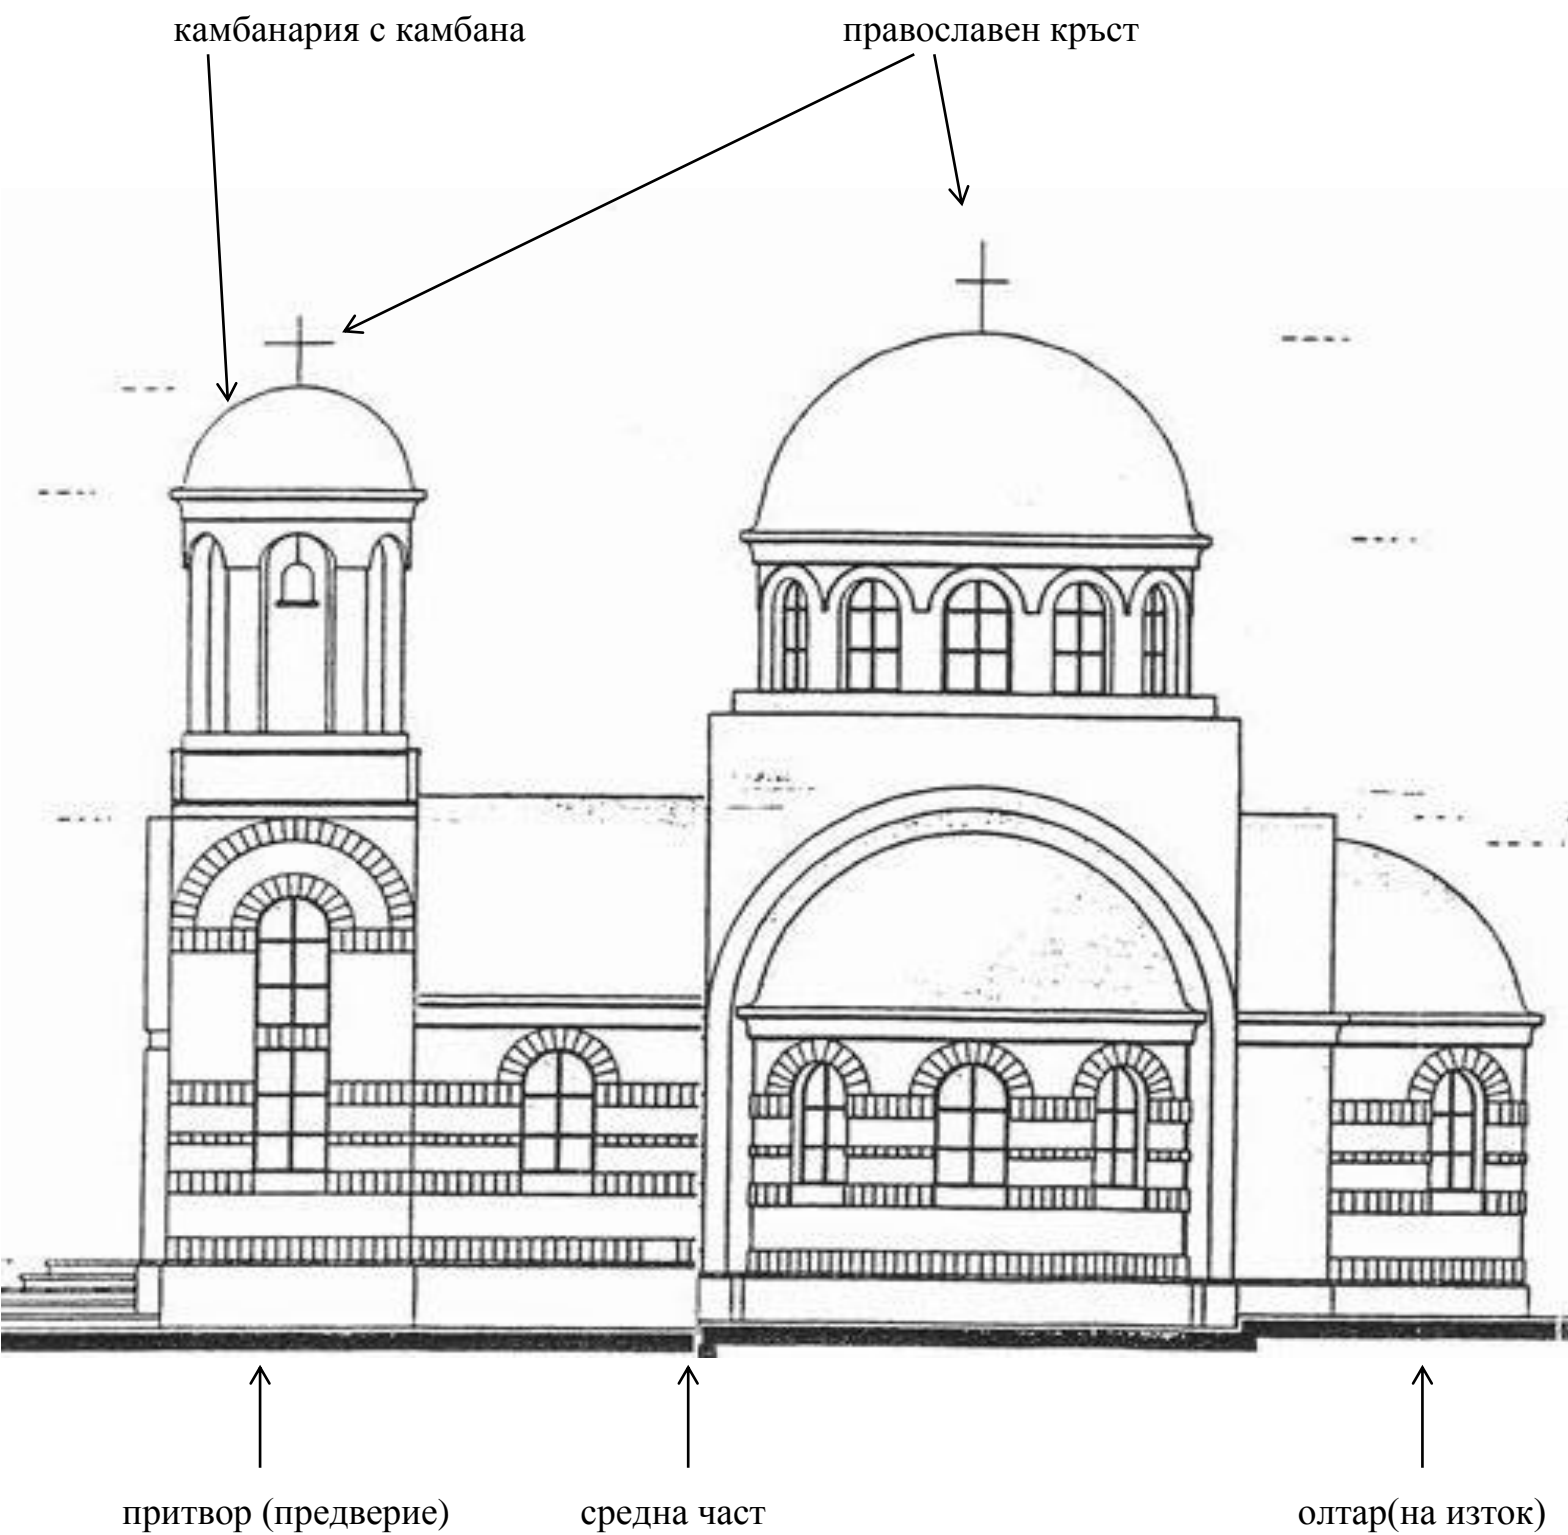 камбанария с камбана
православен кръст
притвор (предверие)
средна част
олтар(на изток)